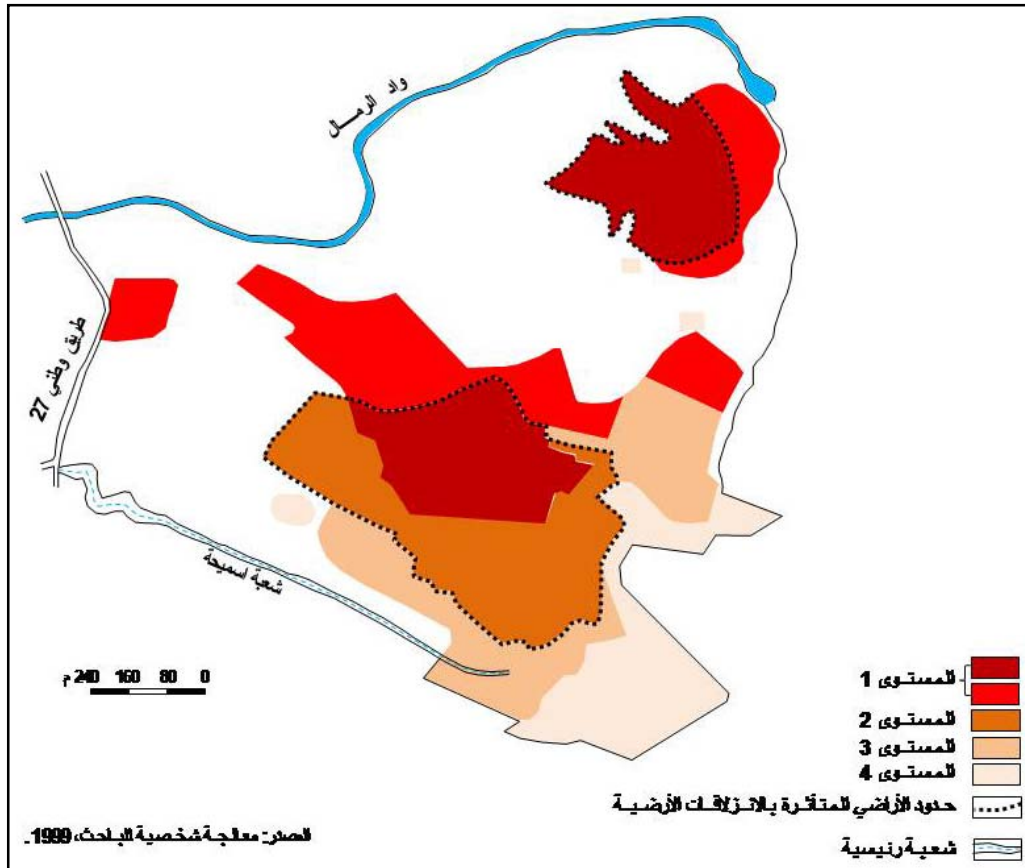 واد الرمــال
طريق وطني 27
شعبة اسميحة
240 160 80 0 م
المستوى 1
المستوى 2
المستوى 3
المستوى 4
حدود الأراضي المتأثرة بالانزلاقات الأرضية
شعبة رئيسية
المصدر: معالجة شخصية للباحث، 1999.